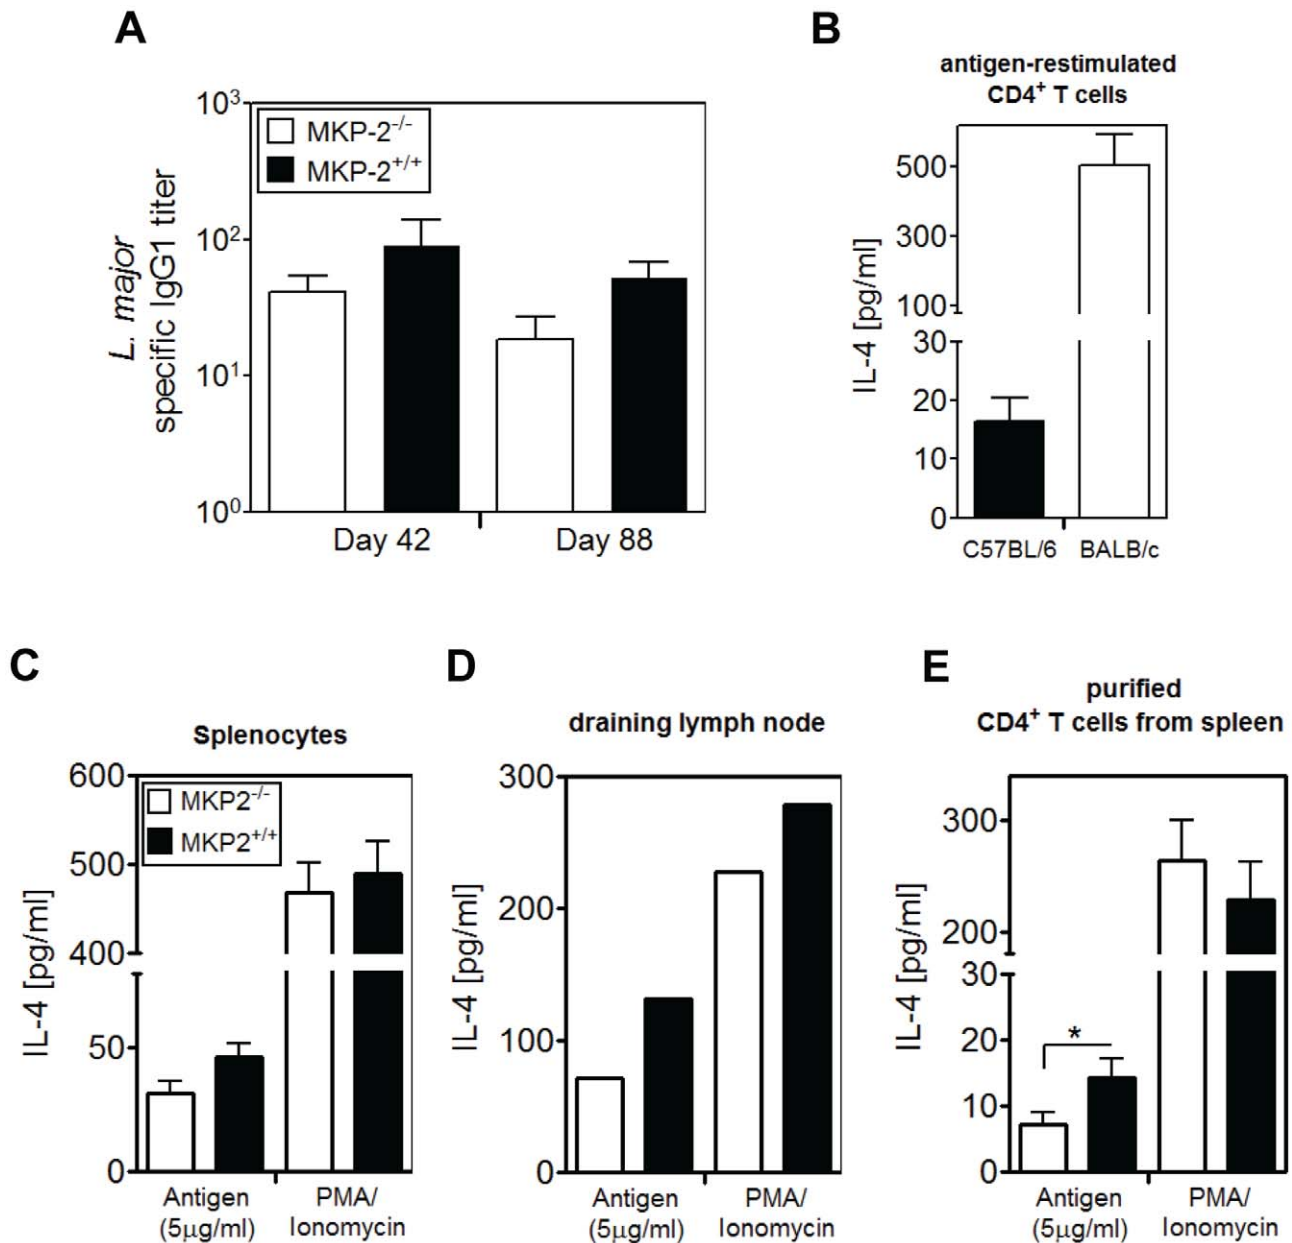 A
10³
10²
10¹
10⁰
L. major
specific IgG1 titer
MKP-2⁻/⁻
MKP-2⁺/⁺
Day 42
Day 88
B
antigen-restimulated
CD4⁺ T cells
IL-4 [pg/ml]
500
300
100
30
20
10
0
C57BL/6
BALB/c
C
Splenocytes
IL-4 [pg/ml]
600
500
400
50
0
MKP2⁻/⁻
MKP2⁺/⁺
Antigen
(5µg/ml)
PMA/
Ionomycin
D
draining lymph node
IL-4 [pg/ml]
300
200
100
0
Antigen
(5µg/ml)
PMA/
Ionomycin
E
purified
CD4⁺ T cells from spleen
IL-4 [pg/ml]
300
200
30
20
10
0
*
Antigen
(5µg/ml)
PMA/
Ionomycin